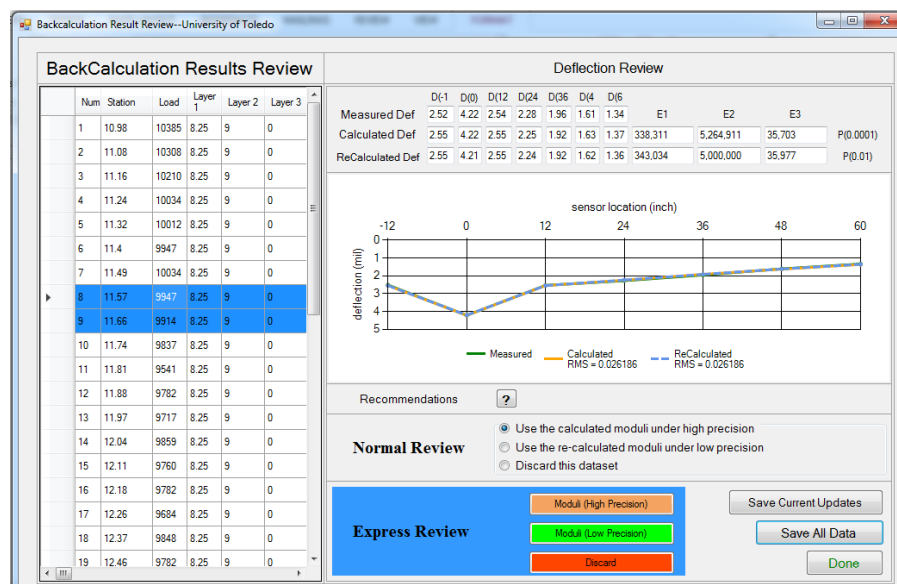 Backcalculation Result Review--University of Toledo
BackCalculation Results Review
Num Station Load Layer 1 Layer 2 Layer 3
1 10.98 10385 8.25 9 0
2 11.08 10308 8.25 9 0
3 11.16 10210 8.25 9 0
4 11.24 10034 8.25 9 0
5 11.32 10012 8.25 9 0
6 11.4 9947 8.25 9 0
7 11.49 10034 8.25 9 0
8 11.57 9947 8.25 9 0
9 11.66 9914 8.25 9 0
10 11.74 9837 8.25 9 0
11 11.81 9541 8.25 9 0
12 11.88 9782 8.25 9 0
13 11.97 9717 8.25 9 0
14 12.04 9859 8.25 9 0
15 12.11 9760 8.25 9 0
16 12.18 9782 8.25 9 0
17 12.26 9684 8.25 9 0
18 12.37 9848 8.25 9 0
19 12.46 9782 8.25 9 0
Deflection Review
D(-1 D(0) D(12 D(24 D(36 D(4 D(6
Measured Def 2.52 4.22 2.54 2.28 1.96 1.61 1.34 E1 E2 E3
Calculated Def 2.55 4.22 2.55 2.25 1.92 1.63 1.37 338,311 5,264,911 35,703 P(0.0001)
ReCalculated Def 2.55 4.21 2.55 2.24 1.92 1.62 1.36 343,034 5,000,000 35,977 P(0.01)
sensor location (inch)
-12 0 12 24 36 48 60
deflection (mil)
0
1
2
3
4
5
Measured Calculated ReCalculated
RMS = 0.026186 RMS = 0.026186
Recommendations ?
Normal Review
Use the calculated moduli under high precision
Use the re-calculated moduli under low precision
Discard this dataset
Express Review
Moduli (High Precision)
Moduli (Low Precision)
Discard
Save Current Updates
Save All Data
Done